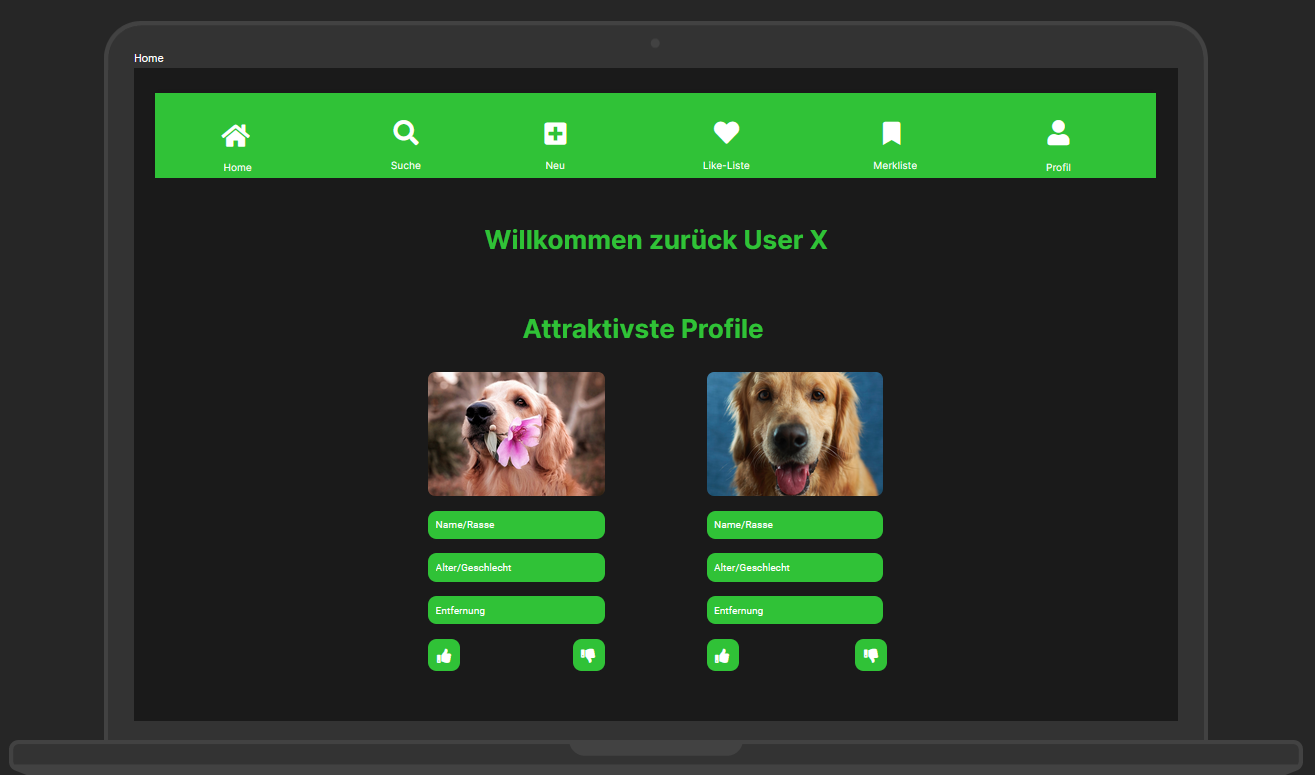 Home
Home
Suche
Neu
Like-Liste
Merkliste
Profil
Willkommen zurück User X
Attraktivste Profile
Name/Rasse
Alter/Geschlecht
Entfernung
Name/Rasse
Alter/Geschlecht
Entfernung